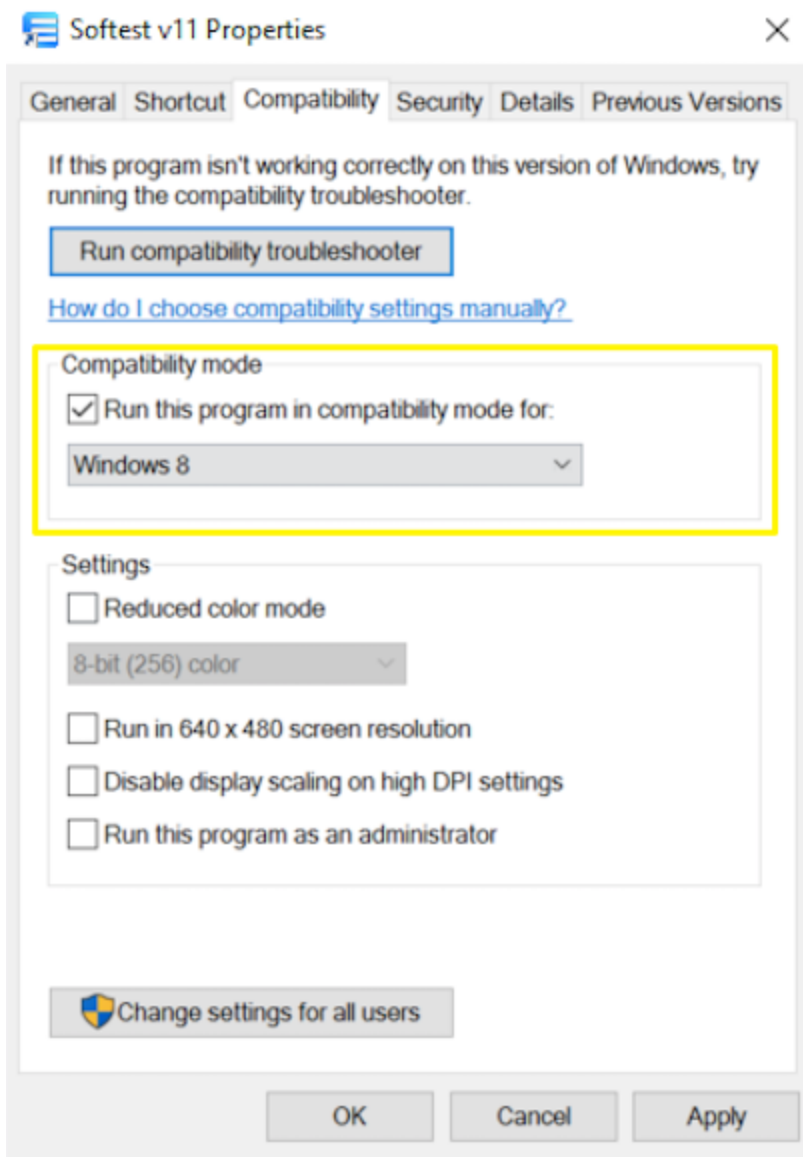 Softest v11 Properties
General Shortcut Compatibility Security Details Previous Versions
If this program isn't working correctly on this version of Windows, try
running the compatibility troubleshooter.
Run compatibility troubleshooter
How do I choose compatibility settings manually?
Compatibility mode
Run this program in compatibility mode for:
Windows 8
Settings
Reduced color mode
8-bit (256) color
Run in 640 x 480 screen resolution
Disable display scaling on high DPI settings
Run this program as an administrator
Change settings for all users
OK Cancel Apply